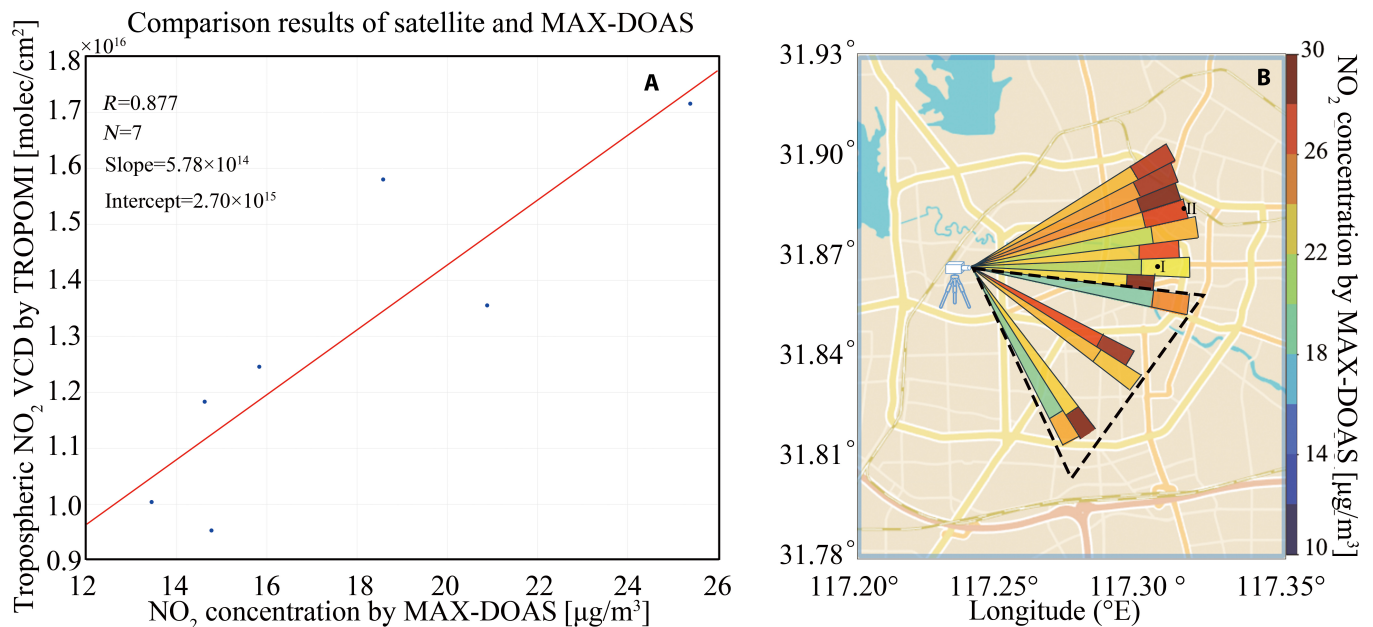 Comparison results of satellite and MAX-DOAS
Tropospheric NO₂ VCD by TROPOMI [molec/cm²]
×10¹⁶
1.8
1.7
1.6
1.5
1.4
1.3
1.2
1.1
1.0
0.9
A
R=0.877
N=7
Slope=5.78×10¹⁴
Intercept=2.70×10¹⁵
12 14 16 18 20 22 24 26
NO₂ concentration by MAX-DOAS [μg/m³]
31.93°
31.90°
31.87°
31.84°
31.81°
31.78°
B
II
I
117.20° 117.25° 117.30° 117.35°
Longitude (°E)
30
26
22
18
14
10
NO₂ concentration by MAX-DOAS [μg/m³]